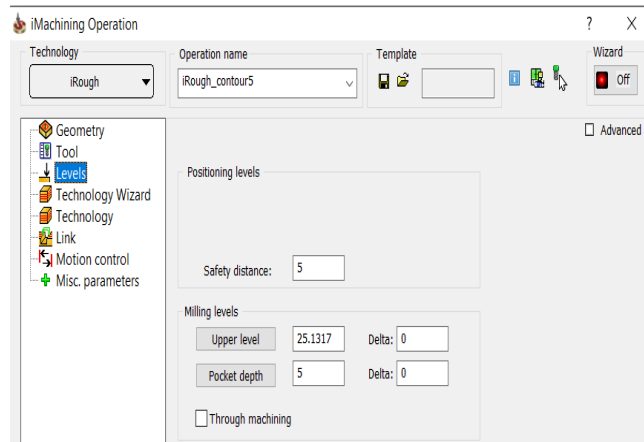 iMachining Operation ? X
Technology Operation name Template Wizard
iRough iRough_contour5 Off
Geometry Advanced
Tool
Levels
Technology Wizard
Technology
Link
Motion control
Misc. parameters
Positioning levels
Safety distance: 5
Milling levels
Upper level 25.1317 Delta: 0
Pocket depth 5 Delta: 0
Through machining